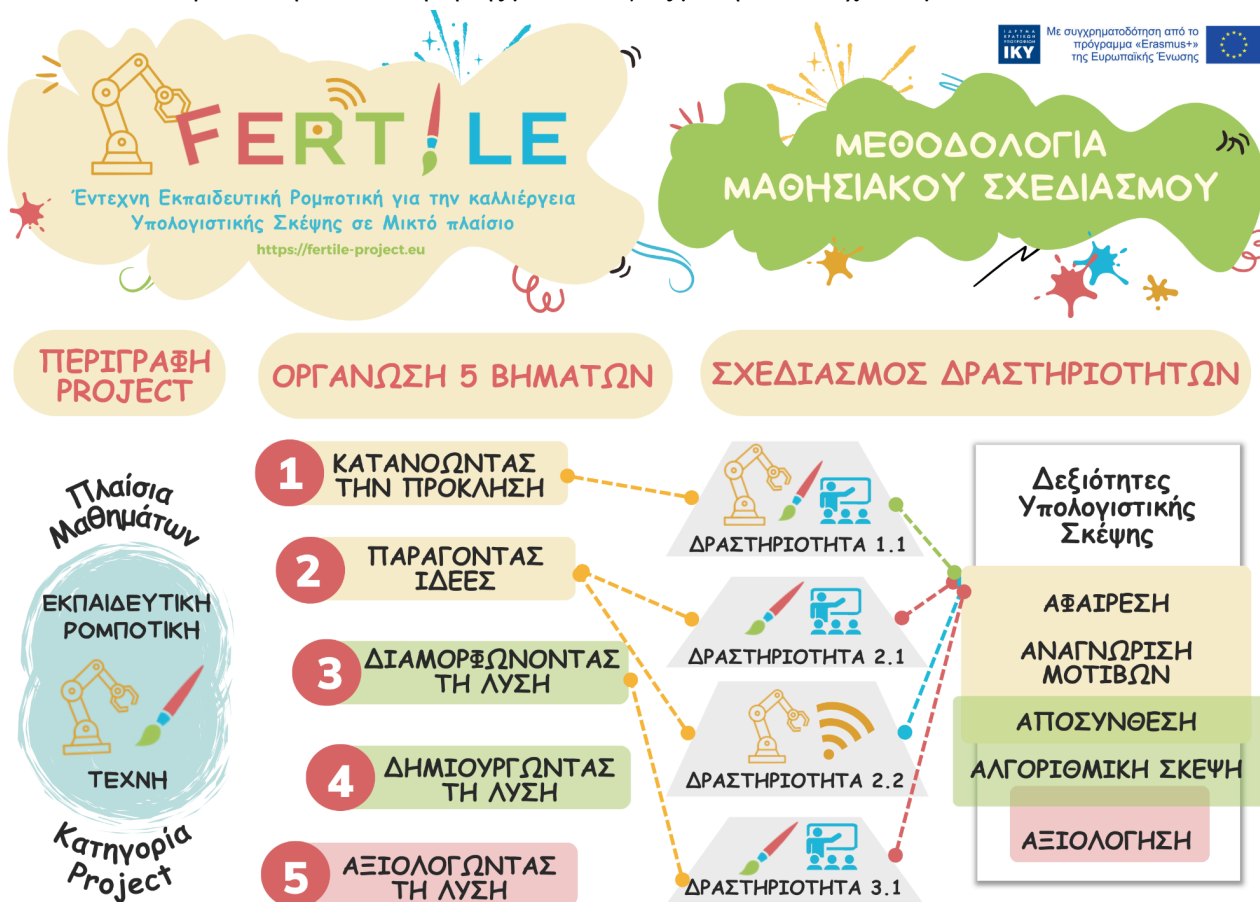 ΙΔΡΥΜΑ
ΚΡΑΤΙΚΩΝ
ΥΠΟΤΡΟΦΙΩΝ
ΙΚΥ
Με συγχρηματοδότηση από το
πρόγραμμα «Erasmus+»
της Ευρωπαϊκής Ένωσης
FERTILE
Έντεχνη Εκπαιδευτική Ρομποτική για την καλλιέργεια
Υπολογιστικής Σκέψης σε Μικτό πλαίσιο
https://fertile-project.eu
ΜΕΘΟΔΟΛΟΓΙΑ
ΜΑΘΗΣΙΑΚΟΥ ΣΧΕΔΙΑΣΜΟΥ
ΠΕΡΙΓΡΑΦΗ
PROJECT
Πλαίσια
Μαθημάτων
ΕΚΠΑΙΔΕΥΤΙΚΗ
ΡΟΜΠΟΤΙΚΗ
ΤΕΧΝΗ
Κατηγορία
Project
ΟΡΓΑΝΩΣΗ 5 ΒΗΜΑΤΩΝ
1 ΚΑΤΑΝΟΩΝΤΑΣ
ΤΗΝ ΠΡΟΚΛΗΣΗ
2 ΠΑΡΑΓΟΝΤΑΣ
ΙΔΕΕΣ
3 ΔΙΑΜΟΡΦΩΝΟΝΤΑΣ
ΤΗ ΛΥΣΗ
4 ΔΗΜΙΟΥΡΓΩΝΤΑΣ
ΤΗ ΛΥΣΗ
5 ΑΞΙΟΛΟΓΩΝΤΑΣ
ΤΗ ΛΥΣΗ
ΣΧΕΔΙΑΣΜΟΣ ΔΡΑΣΤΗΡΙΟΤΗΤΩΝ
ΔΡΑΣΤΗΡΙΟΤΗΤΑ 1.1
ΔΡΑΣΤΗΡΙΟΤΗΤΑ 2.1
ΔΡΑΣΤΗΡΙΟΤΗΤΑ 2.2
ΔΡΑΣΤΗΡΙΟΤΗΤΑ 3.1
Δεξιότητες
Υπολογιστικής
Σκέψης
ΑΦΑΙΡΕΣΗ
ΑΝΑΓΝΩΡΙΣΗ
ΜΟΤΙΒΩΝ
ΑΠΟΣΥΝΘΕΣΗ
ΑΛΓΟΡΙΘΜΙΚΗ ΣΚΕΨΗ
ΑΞΙΟΛΟΓΗΣΗ